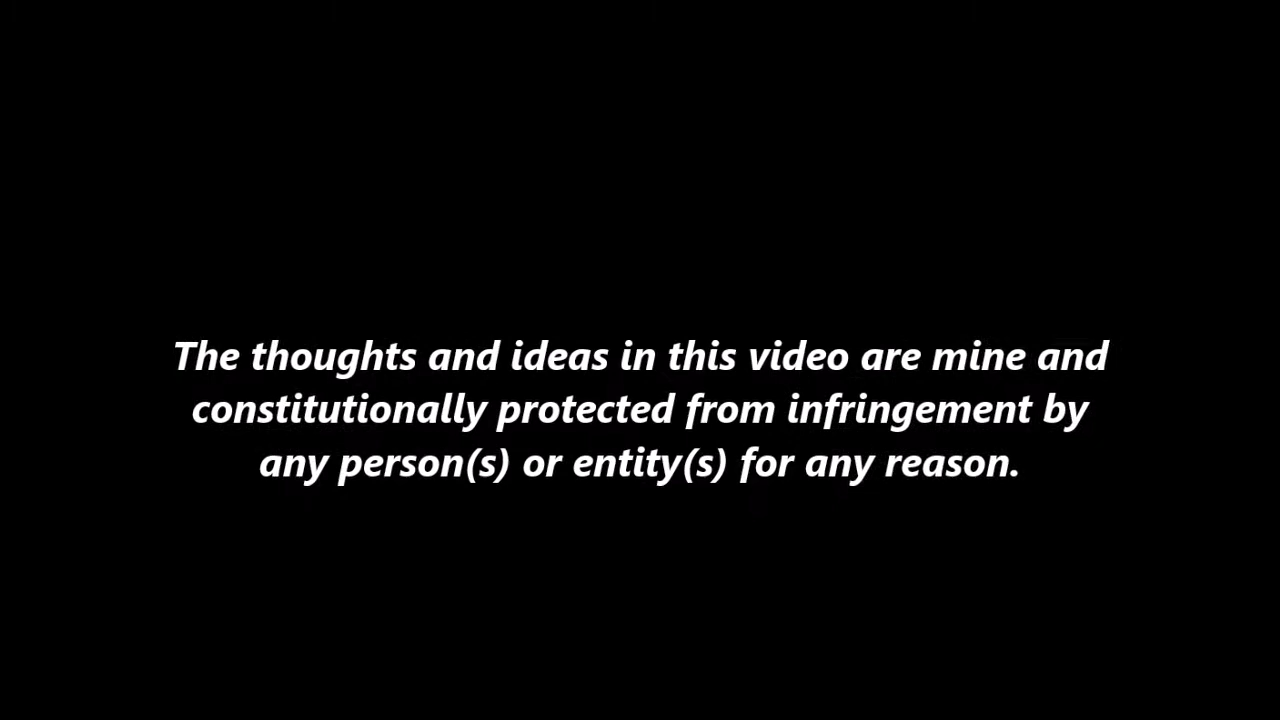 The thoughts and ideas in this video are mine and
constitutionally protected from infringement by
any person(s) or entity(s) for any reason.